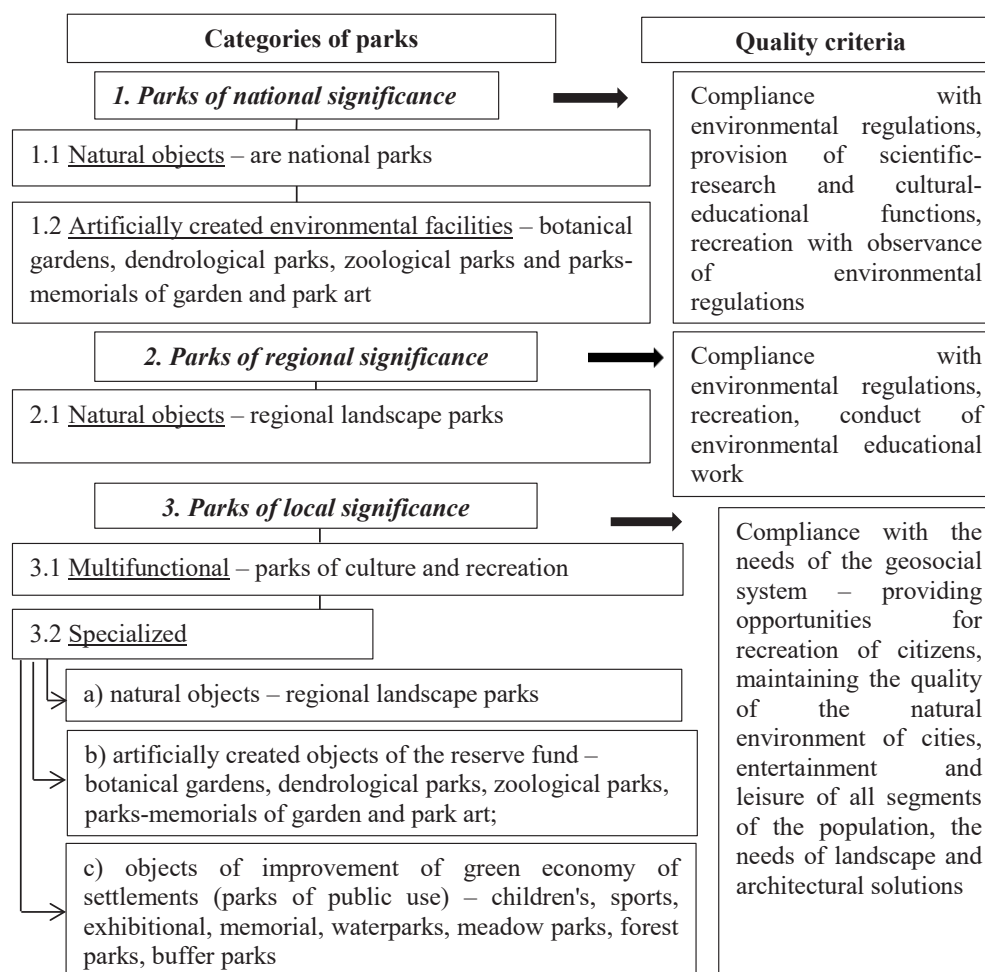 Categories of parks
Quality criteria
1. Parks of national significance
Compliance with
environmental regulations,
provision of scientific-
research and cultural-
educational functions,
recreation with observance
of environmental
regulations
1.1 Natural objects – are national parks
1.2 Artificially created environmental facilities – botanical
gardens, dendrological parks, zoological parks and parks-
memorials of garden and park art
2. Parks of regional significance
Compliance with
environmental regulations,
recreation, conduct of
environmental educational
work
2.1 Natural objects – regional landscape parks
3. Parks of local significance
Compliance with the
needs of the geosocial
system – providing
opportunities for
recreation of citizens,
maintaining the quality
of the natural
environment of cities,
entertainment and
leisure of all segments
of the population, the
needs of landscape and
architectural solutions
3.1 Multifunctional – parks of culture and recreation
3.2 Specialized
a) natural objects – regional landscape parks
b) artificially created objects of the reserve fund –
botanical gardens, dendrological parks, zoological parks,
parks-memorials of garden and park art;
c) objects of improvement of green economy of
settlements (parks of public use) – children's, sports,
exhibitional, memorial, waterparks, meadow parks, forest
parks, buffer parks